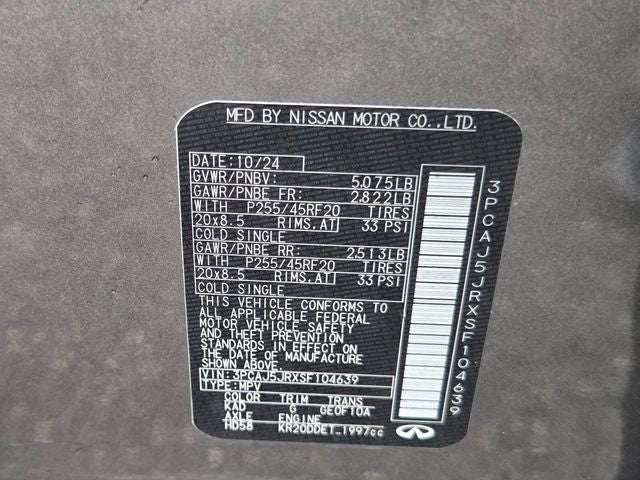 MFD BY NISSAN MOTOR CO.,LTD.
DATE:10/24
GVWR/PNBV: 5.075LB
GAWR/PNBE FR: 2.822LB
WITH P255/45RF20 TIRES
20x8.5 RIMS.AT 33 PSI
COLD SINGLE
GAWR/PNBE RR: 2.513LB
WITH P255/45RF20 TIRES
20x8.5 RIMS.AT 33 PSI
COLD SINGLE
THIS VEHICLE CONFORMS TO
ALL APPLICABLE FEDERAL
MOTOR VEHICLE SAFETY
AND THEFT PREVENTION
STANDARDS IN EFFECT ON
THE DATE OF MANUFACTURE
SHOWN ABOVE.
VIN:3PCAJ5JRXSF104639
TYPE:MPV
COLOR TRIM TRANS
KAD G GE0F10A
AXLE ENGINE
HD58 KR20DDET_1997cc
3PCAJ5JRXSF104639